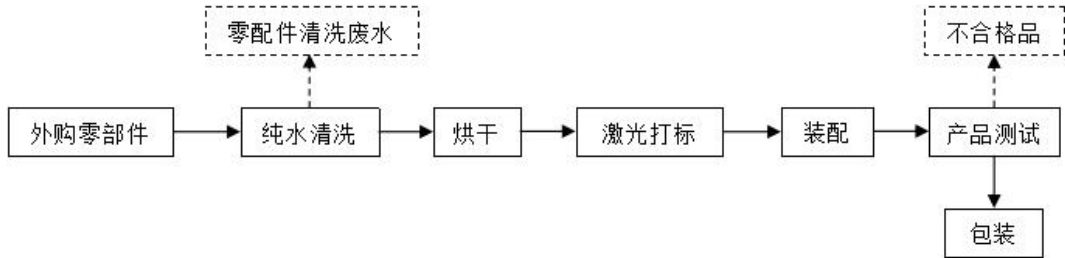 零配件清洗废水
不合格品
外购零部件
纯水清洗
烘干
激光打标
装配
产品测试
包装